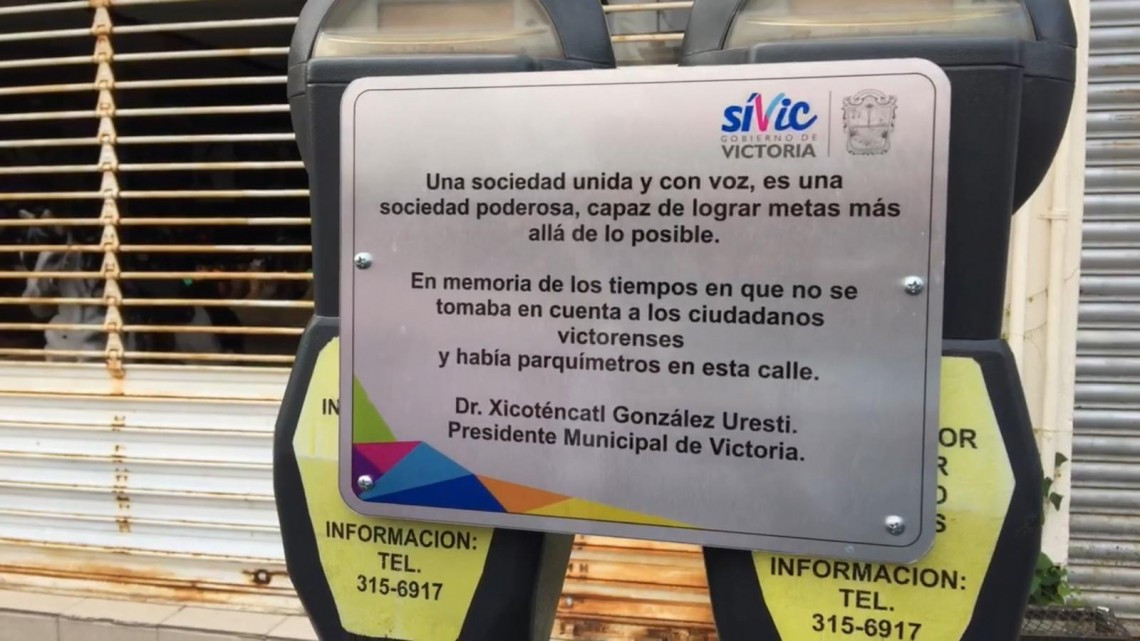 síVic
GOBIERNO DE
VICTORIA
Una sociedad unida y con voz, es una
sociedad poderosa, capaz de lograr metas más
allá de lo posible.
En memoria de los tiempos en que no se
tomaba en cuenta a los ciudadanos
victorenses
y había parquímetros en esta calle.
Dr. Xicoténcatl González Uresti.
Presidente Municipal de Victoria.
IN
INFORMACION:
TEL.
315-6917
OR
R
O
S
INFORMACION:
TEL.
315-6917